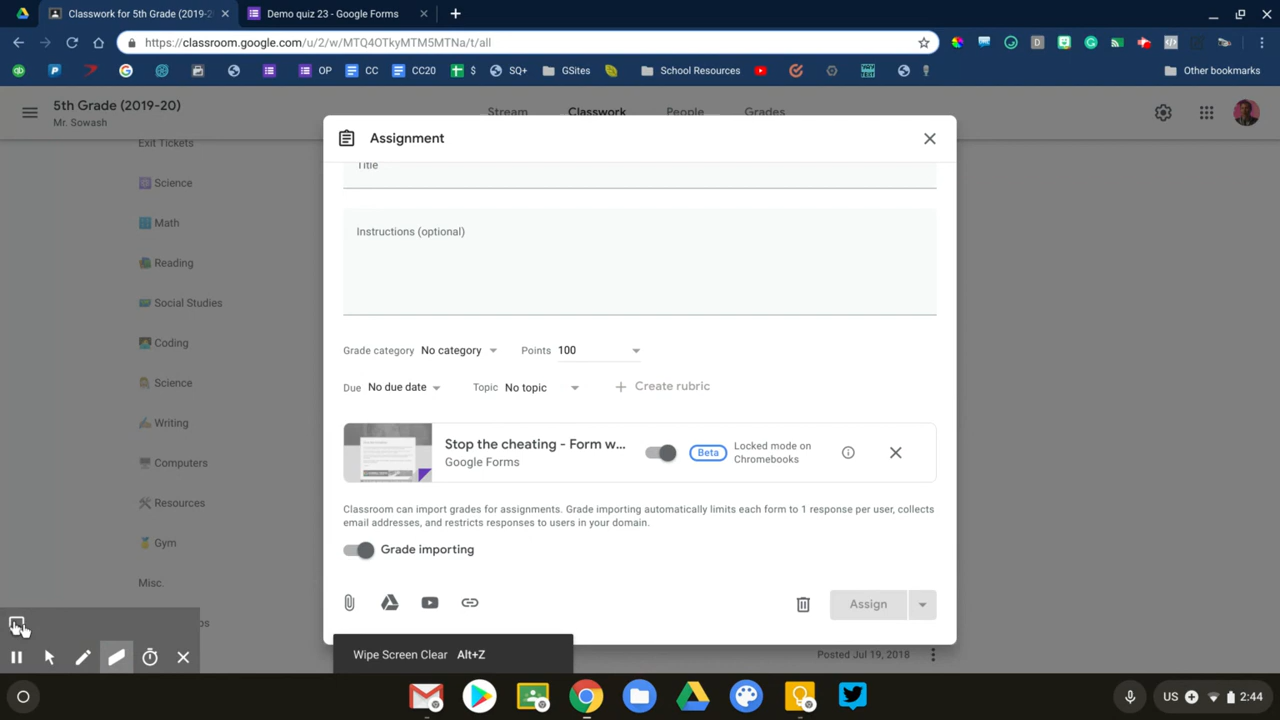 Classwork for 5th Grade (2019-2
Demo quiz 23 - Google Forms
https://classroom.google.com/u/2/w/MTQ4OTkyMTM5MTNa/t/all
OP
CC
CC20
$
SQ+
GSites
School Resources
Other bookmarks
5th Grade (2019-20)
Mr. Sowash
Stream
Classwork
People
Grades
Exit Tickets
Science
Math
Reading
Social Studies
Coding
Science
Writing
Computers
Resources
Gym
Misc.
Assignment
Title
Instructions (optional)
Grade category No category Points 100
Due No due date Topic No topic + Create rubric
Stop the cheating - Form w...
Google Forms
Beta
Locked mode on
Chromebooks
Classroom can import grades for assignments. Grade importing automatically limits each form to 1 response per user, collects
email addresses, and restricts responses to users in your domain.
Grade importing
Assign
Wipe Screen Clear Alt+Z
Posted Jul 19, 2018
US
2:44